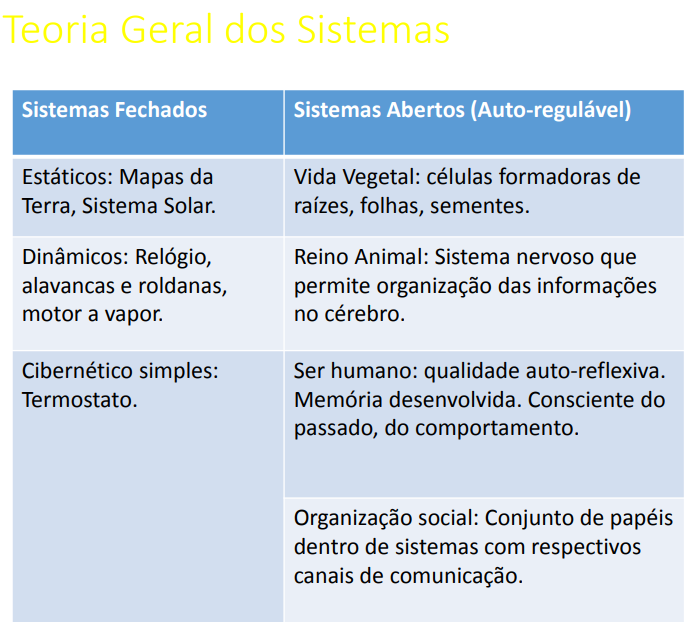 Teoria Geral dos Sistemas
Sistemas Fechados
Sistemas Abertos (Auto-regulável)
Estáticos: Mapas da
Terra, Sistema Solar.
Vida Vegetal: células formadoras de
raízes, folhas, sementes.
Dinâmicos: Relógio,
alavancas e roldanas,
motor a vapor.
Reino Animal: Sistema nervoso que
permite organização das informações
no cérebro.
Cibernético simples:
Termostato.
Ser humano: qualidade auto-reflexiva.
Memória desenvolvida. Consciente do
passado, do comportamento.
Organização social: Conjunto de papéis
dentro de sistemas com respectivos
canais de comunicação.